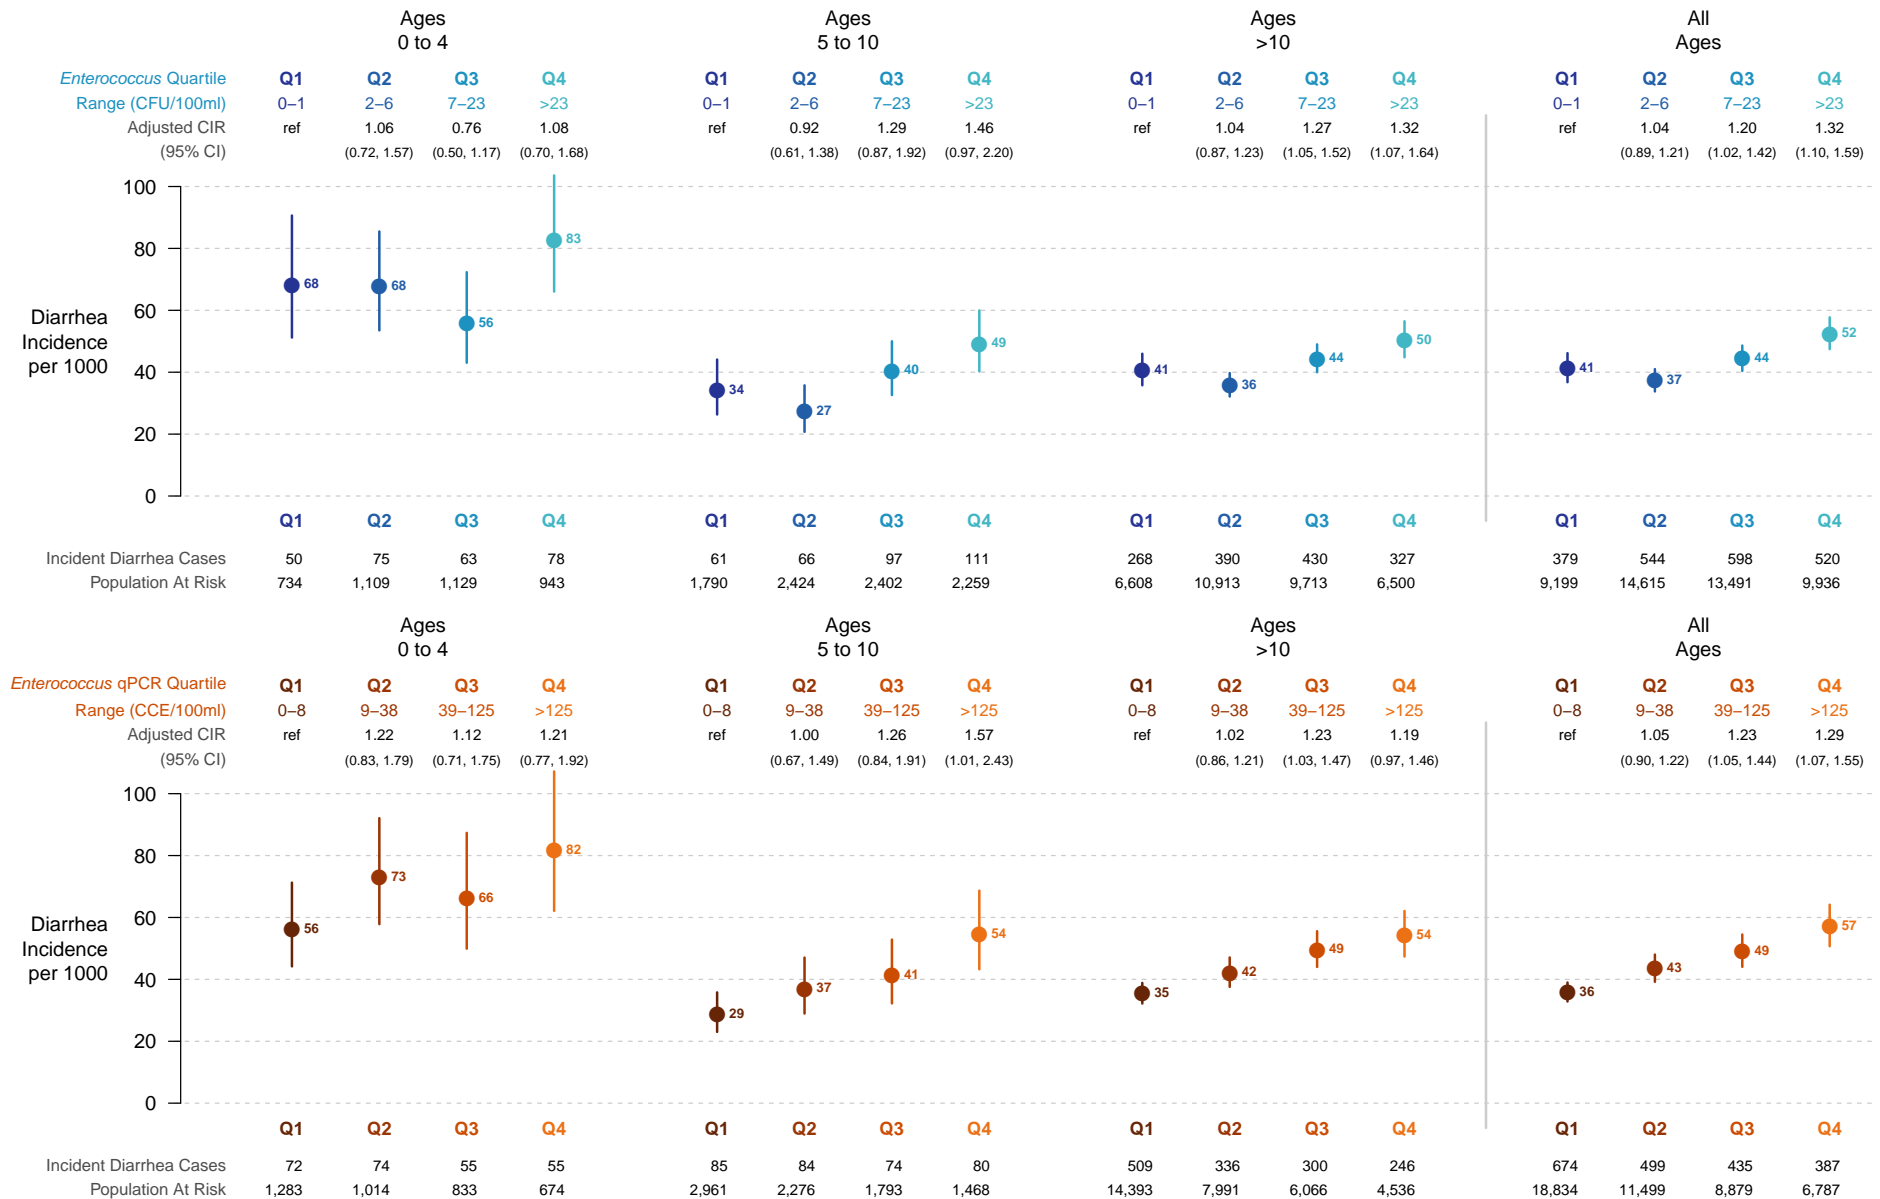 Ages Ages Ages All
0 to 4 5 to 10 >10 Ages
Enterococcus Quartile Q1 Q2 Q3 Q4 Q1 Q2 Q3 Q4 Q1 Q2 Q3 Q4 Q1 Q2 Q3 Q4
Range (CFU/100ml) 0–1 2–6 7–23 >23 0–1 2–6 7–23 >23 0–1 2–6 7–23 >23 0–1 2–6 7–23 >23
Adjusted CIR ref 1.06 0.76 1.08 ref 0.92 1.29 1.46 ref 1.04 1.27 1.32 ref 1.04 1.20 1.32
(95% CI) (0.72, 1.57) (0.50, 1.17) (0.70, 1.68) (0.61, 1.38) (0.87, 1.92) (0.97, 2.20) (0.87, 1.23) (1.05, 1.52) (1.07, 1.64) (0.89, 1.21) (1.02, 1.42) (1.10, 1.59)
100
80
60
40
20
0
Diarrhea
Incidence
per 1000
68 68 56 83 34 27 40 49 41 36 44 50 41 37 44 52
Q1 Q2 Q3 Q4 Q1 Q2 Q3 Q4 Q1 Q2 Q3 Q4 Q1 Q2 Q3 Q4
Incident Diarrhea Cases 50 75 63 78 61 66 97 111 268 390 430 327 379 544 598 520
Population At Risk 734 1,109 1,129 943 1,790 2,424 2,402 2,259 6,608 10,913 9,713 6,500 9,199 14,615 13,491 9,936
Ages Ages Ages All
0 to 4 5 to 10 >10 Ages
Enterococcus qPCR Quartile Q1 Q2 Q3 Q4 Q1 Q2 Q3 Q4 Q1 Q2 Q3 Q4 Q1 Q2 Q3 Q4
Range (CCE/100ml) 0–8 9–38 39–125 >125 0–8 9–38 39–125 >125 0–8 9–38 39–125 >125 0–8 9–38 39–125 >125
Adjusted CIR ref 1.22 1.12 1.21 ref 1.00 1.26 1.57 ref 1.02 1.23 1.19 ref 1.05 1.23 1.29
(95% CI) (0.83, 1.79) (0.71, 1.75) (0.77, 1.92) (0.67, 1.49) (0.84, 1.91) (1.01, 2.43) (0.86, 1.21) (1.03, 1.47) (0.97, 1.46) (0.90, 1.22) (1.05, 1.44) (1.07, 1.55)
100
80
60
40
20
0
Diarrhea
Incidence
per 1000
56 73 66 82 29 37 41 54 35 42 49 54 36 43 49 57
Q1 Q2 Q3 Q4 Q1 Q2 Q3 Q4 Q1 Q2 Q3 Q4 Q1 Q2 Q3 Q4
Incident Diarrhea Cases 72 74 55 55 85 84 74 80 509 336 300 246 674 499 435 387
Population At Risk 1,283 1,014 833 674 2,961 2,276 1,793 1,468 14,393 7,991 6,066 4,536 18,834 11,499 8,879 6,787